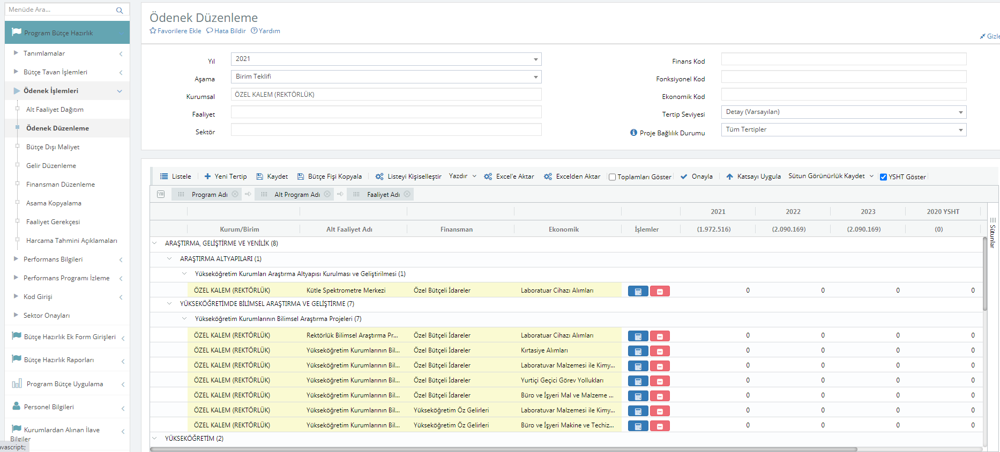 Menüde Ara...
Program Bütçe Hazırlık
Tanımlamalar
Bütçe Tavan İşlemleri
Ödenek İşlemleri
Alt Faaliyet Dağıtım
Ödenek Düzenleme
Bütçe Dışı Maliyet
Gelir Düzenleme
Finansman Düzenleme
Asama Kopyalama
Faaliyet Gerekçesi
Harcama Tahmini Açıklamaları
Performans Bilgileri
Performans Programı İzleme
Kod Girişi
Sektor Onayları
Bütçe Hazırlık Ek Form Girişleri
Bütçe Hazırlık Raporları
Program Bütçe Uygulama
Personel Bilgileri
Kurumlardan Alınan İlave
Bilgiler
avascript:;
Ödenek Düzenleme
Favorilere Ekle Hata Bildir Yardım
Gizle
Yıl 2021 Finans Kod
Aşama Birim Teklifi Fonksiyonel Kod
Kurumsal ÖZEL KALEM (REKTÖRLÜK) Ekonomik Kod
Faaliyet Tertip Seviyesi Detay (Varsayılan)
Sektör Proje Bağlılık Durumu Tüm Tertipler
Listele Yeni Tertip Kaydet Bütçe Fişi Kopyala Listeyi Kişiselleştir Yazdır Excel'e Aktar Excelden Aktar Toplamları Göster Onayla Katsayı Uygula Sütun Görünürlük Kaydet YSHT Göster
Program Adı Alt Program Adı Faaliyet Adı
2021 2022 2023 2020 YSHT
Kurum/Birim Alt Faaliyet Adı Finansman Ekonomik İşlemler (1.972.516) (2.090.169) (2.090.169) (0)
Sütunlar
ARAŞTIRMA, GELİŞTİRME VE YENİLİK (8)
ARAŞTIRMA ALTYAPILARI (1)
Yükseköğretim Kurumları Araştırma Altyapısı Kurulması ve Geliştirilmesi (1)
ÖZEL KALEM (REKTÖRLÜK) Kütle Spektrometre Merkezi Özel Bütçeli İdareler Laboratuar Cihazı Alımları 0 0 0 0
YÜKSEKÖĞRETİMDE BİLİMSEL ARAŞTIRMA VE GELİŞTİRME (7)
Yükseköğretim Kurumlarının Bilimsel Araştırma Projeleri (7)
ÖZEL KALEM (REKTÖRLÜK) Rektörlük Bilimsel Araştırma Pr... Özel Bütçeli İdareler Laboratuar Cihazı Alımları 0 0 0 0
ÖZEL KALEM (REKTÖRLÜK) Yükseköğretim Kurumlarının Bil... Özel Bütçeli İdareler Kırtasiye Alımları 0 0 0 0
ÖZEL KALEM (REKTÖRLÜK) Yükseköğretim Kurumlarının Bil... Özel Bütçeli İdareler Laboratuvar Malzemesi ile Kimy... 0 0 0 0
ÖZEL KALEM (REKTÖRLÜK) Yükseköğretim Kurumlarının Bil... Özel Bütçeli İdareler Yurtiçi Geçici Görev Yollukları 0 0 0 0
ÖZEL KALEM (REKTÖRLÜK) Yükseköğretim Kurumlarının Bil... Özel Bütçeli İdareler Büro ve İşyeri Mal ve Malzeme ... 0 0 0 0
ÖZEL KALEM (REKTÖRLÜK) Yükseköğretim Kurumlarının Bil... Yükseköğretim Öz Gelirleri Laboratuvar Malzemesi ile Kimy... 0 0 0 0
ÖZEL KALEM (REKTÖRLÜK) Yükseköğretim Kurumlarının Bil... Yükseköğretim Öz Gelirleri Büro ve İşyeri Makine ve Techiz... 0 0 0 0
YÜKSEKÖĞRETİM (2)